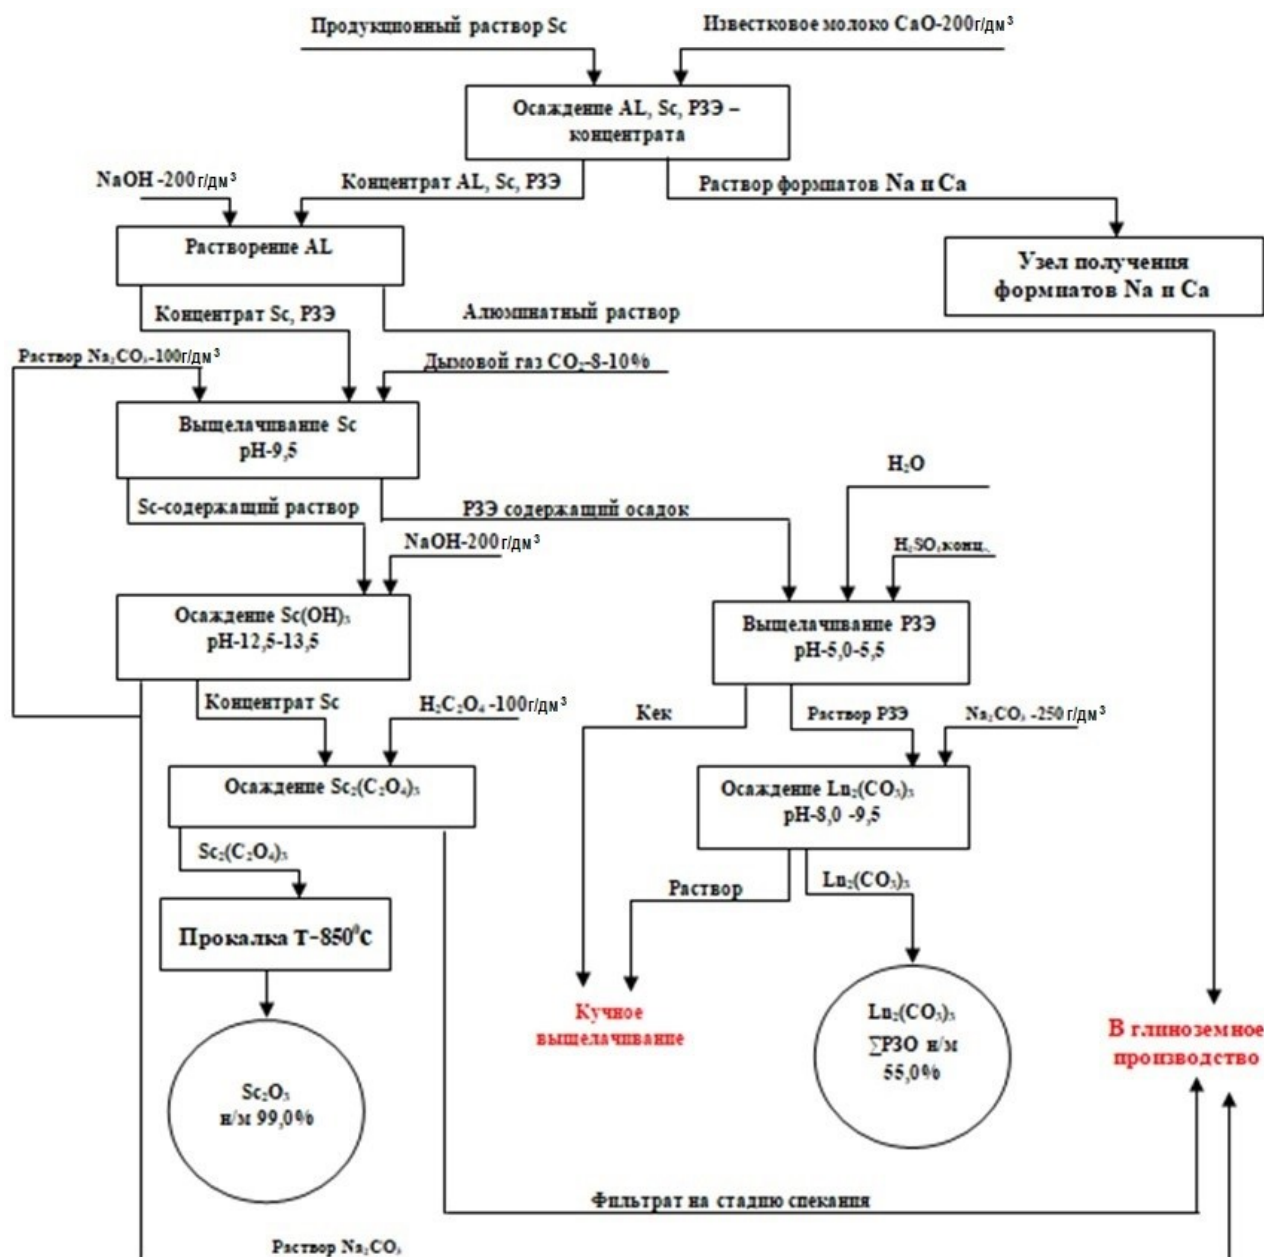 Продукционный раствор Sc
Известковое молоко CaO-200г/дм³
Осаждение AL, Sc, РЗЭ –
концентрата
NaOH -200г/дм³
Концентрат AL, Sc, РЗЭ
Раствор формиатов Na и Ca
Растворение AL
Узел получения
формиатов Na и Ca
Концентрат Sc, РЗЭ
Алюминатный раствор
Раствор Na₂CO₃-100г/дм³
Дымовой газ CO₂-8-10%
Выщелачивание Sc
pH-9,5
H₂O
Sc-содержащий раствор
РЗЭ содержащий осадок
NaOH-200г/дм³
H₂SO₄конц.
Осаждение Sc(OH)₃
pH-12,5-13,5
Выщелачивание РЗЭ
pH-5,0-5,5
Концентрат Sc
H₂C₂O₄ -100г/дм³
Кек
Раствор РЗЭ
Na₂CO₃ -250 г/дм³
Осаждение Sc₂(C₂O₄)₃
Осаждение Ln₂(CO₃)₃
pH-8,0 -9,5
Sc₂(C₂O₄)₃
Раствор
Ln₂(CO₃)₃
Прокалка Т-850⁰С
Кучное
выщелачивание
Ln₂(CO₃)₃
∑РЗО н/м
55,0%
В глиноземное
производство
Sc₂O₃
н/м 99,0%
Фильтрат на стадию спекания
Раствор Na₂CO₃